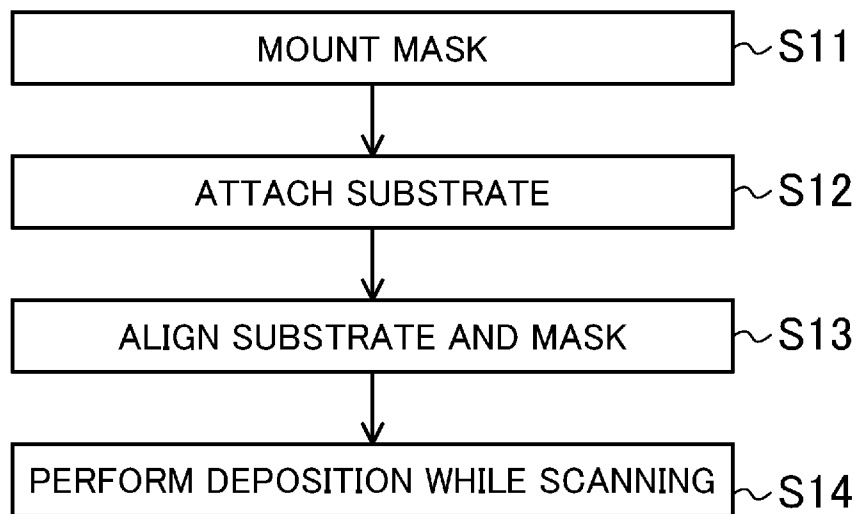 MOUNT MASK S11
ATTACH SUBSTRATE S12
ALIGN SUBSTRATE AND MASK S13
PERFORM DEPOSITION WHILE SCANNING S14